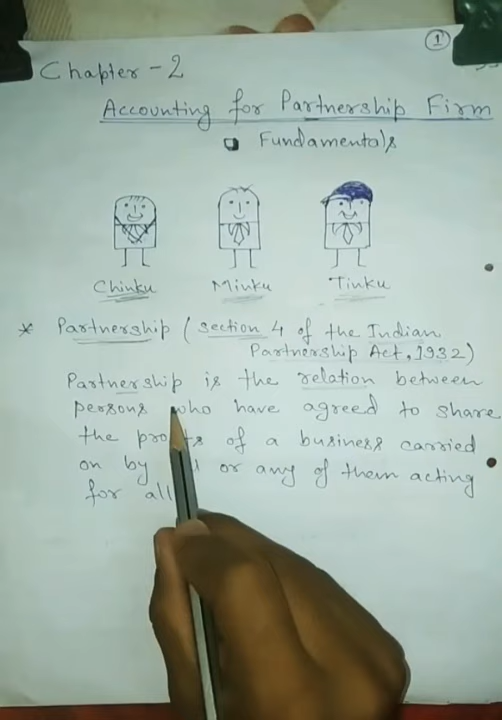 1
Chapter - 2
Accounting for Partnership Firm
Fundamentals
Chinku Minku Tinku
* Partnership (section 4 of the Indian
Partnership Act, 1932)
Partnership is the relation between
persons who have agreed to share
the of a business carried
on by or any of them acting
for all